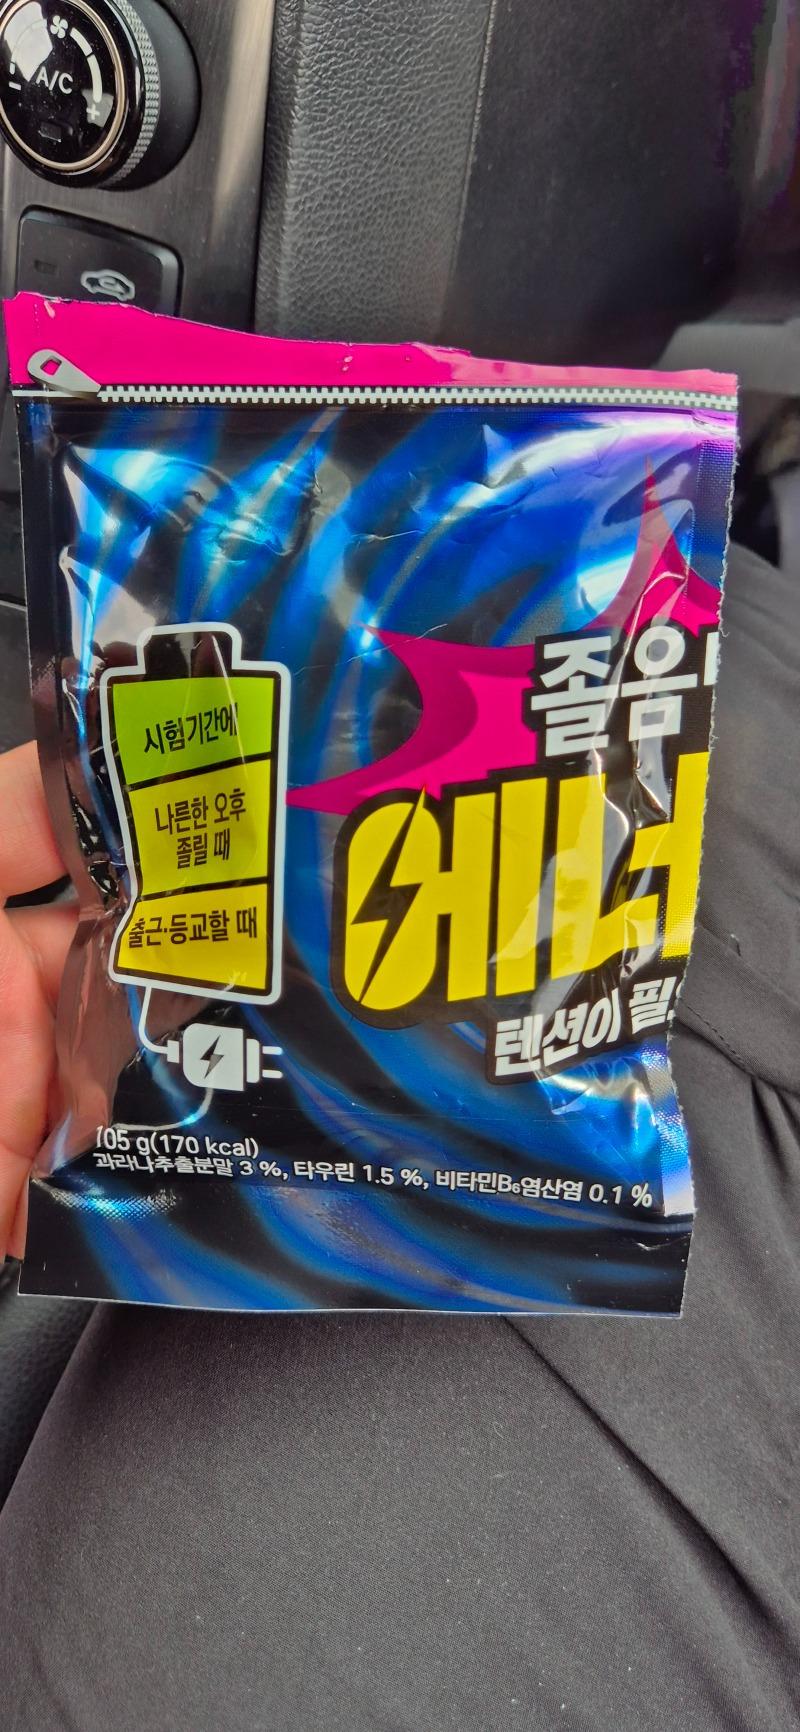 A/C
시험기간에!
나른한 오후
졸릴 때
출근·등교할 때
졸음
에너
텐션이
105 g(170 kcal)
과라나추출분말 3 %, 타우린 1.5 %, 비타민B₆염산염 0.1 %